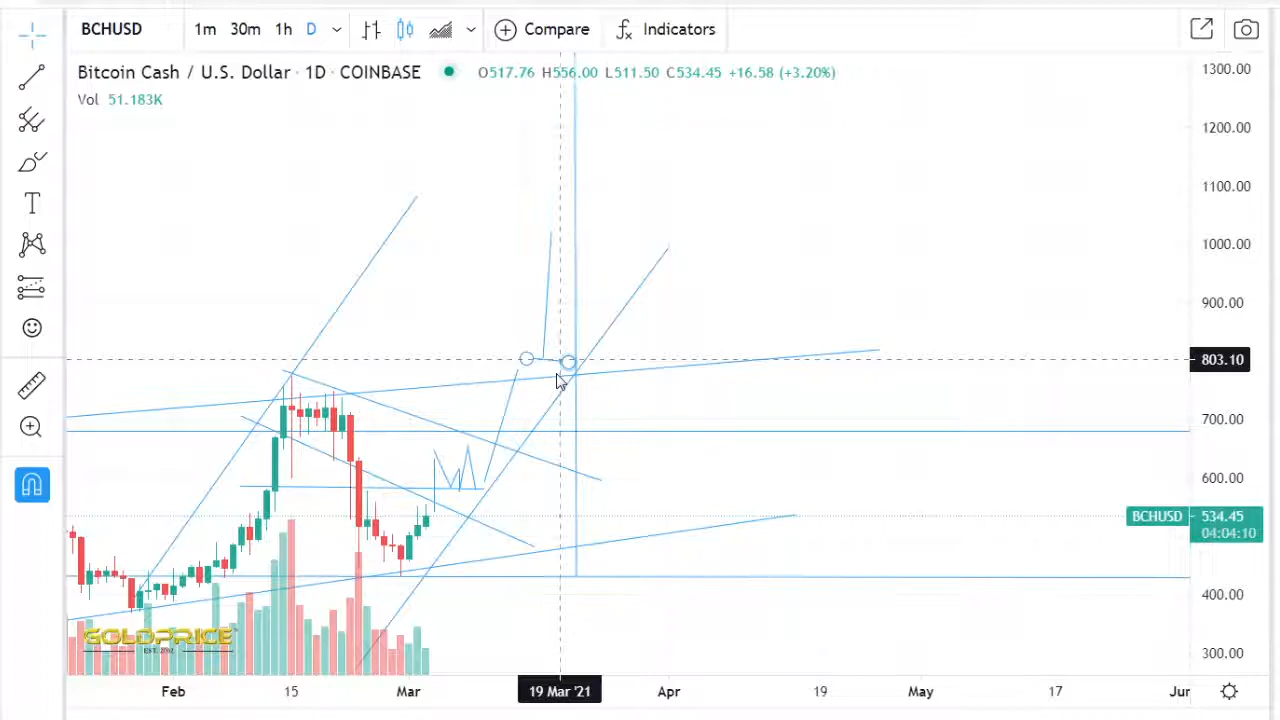 BCHUSD 1m 30m 1h D Compare Indicators
Bitcoin Cash / U.S. Dollar · 1D · COINBASE O517.76 H556.00 L511.50 C534.45 +16.58 (+3.20%)
Vol 51.183K
1300.00
1200.00
1100.00
1000.00
900.00
803.10
700.00
600.00
BCHUSD 534.45
04:04:10
400.00
300.00
GOLDPRICE
EST. 2002
Feb 15 Mar 19 Mar '21 Apr 19 May 17 Jun